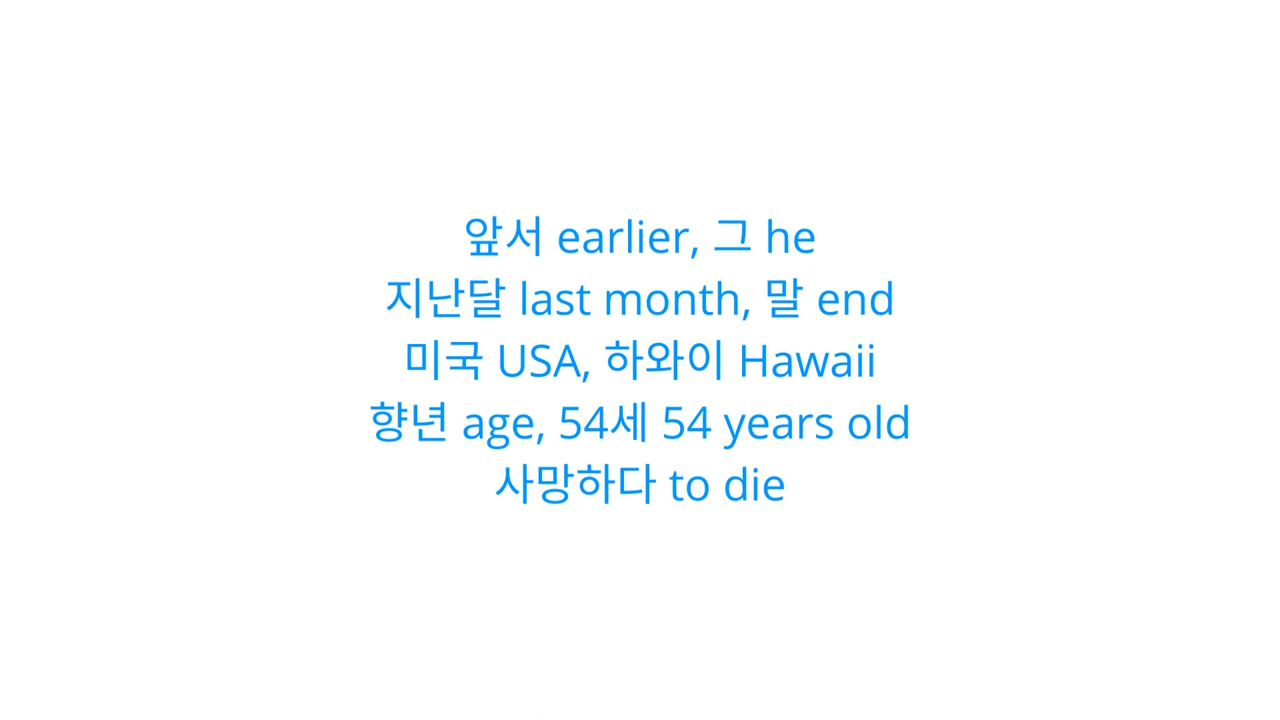 앞서 earlier, 그 he
지난달 last month, 말 end
미국 USA, 하와이 Hawaii
향년 age, 54세 54 years old
사망하다 to die